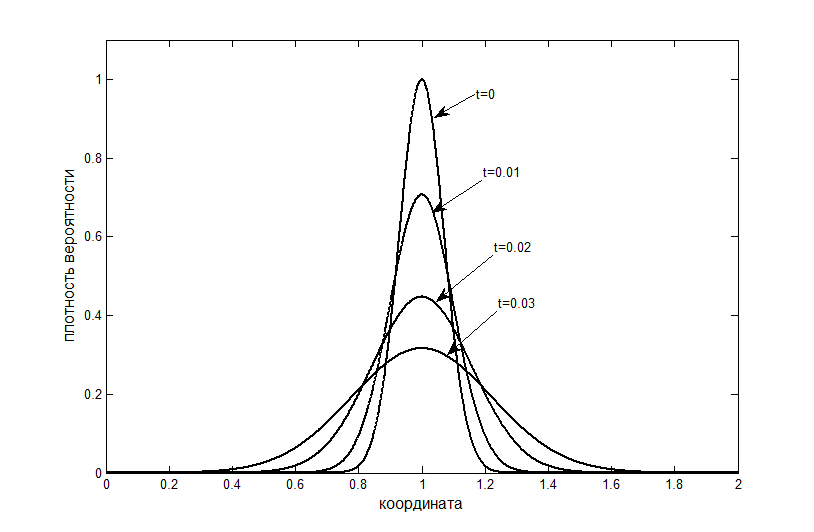 1
0.8
0.6
0.4
0.2
0
плотность вероятности
t=0
t=0.01
t=0.02
t=0.03
0 0.2 0.4 0.6 0.8 1 1.2 1.4 1.6 1.8 2
координата